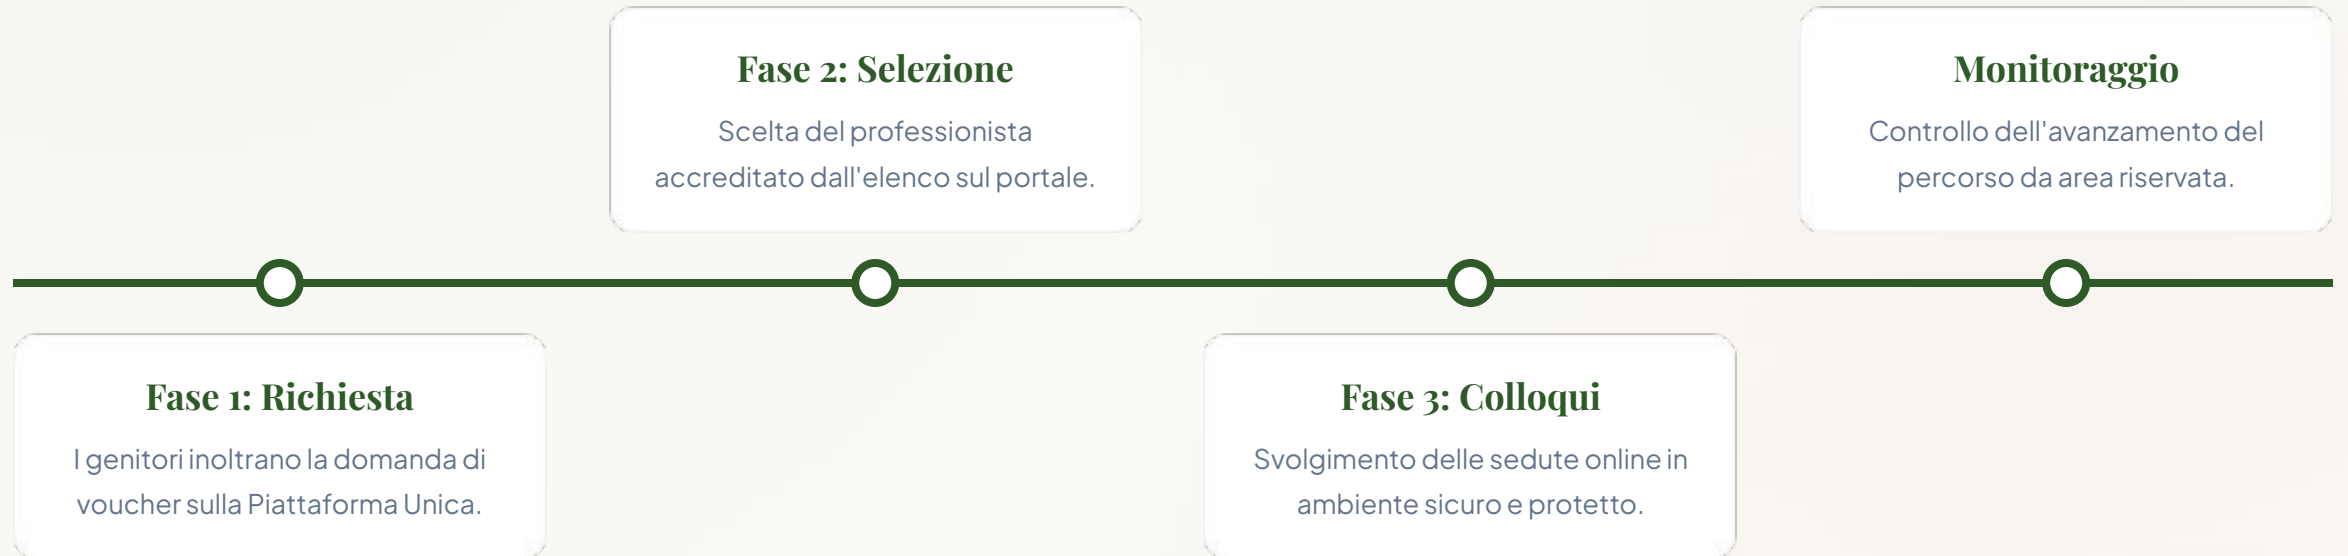 Fase 1: Richiesta
I genitori inoltrano la domanda di
voucher sulla Piattaforma Unica.
Fase 2: Selezione
Scelta del professionista
accreditato dall'elenco sul portale.
Fase 3: Colloqui
Svolgimento delle sedute online in
ambiente sicuro e protetto.
Monitoraggio
Controllo dell'avanzamento del
percorso da area riservata.